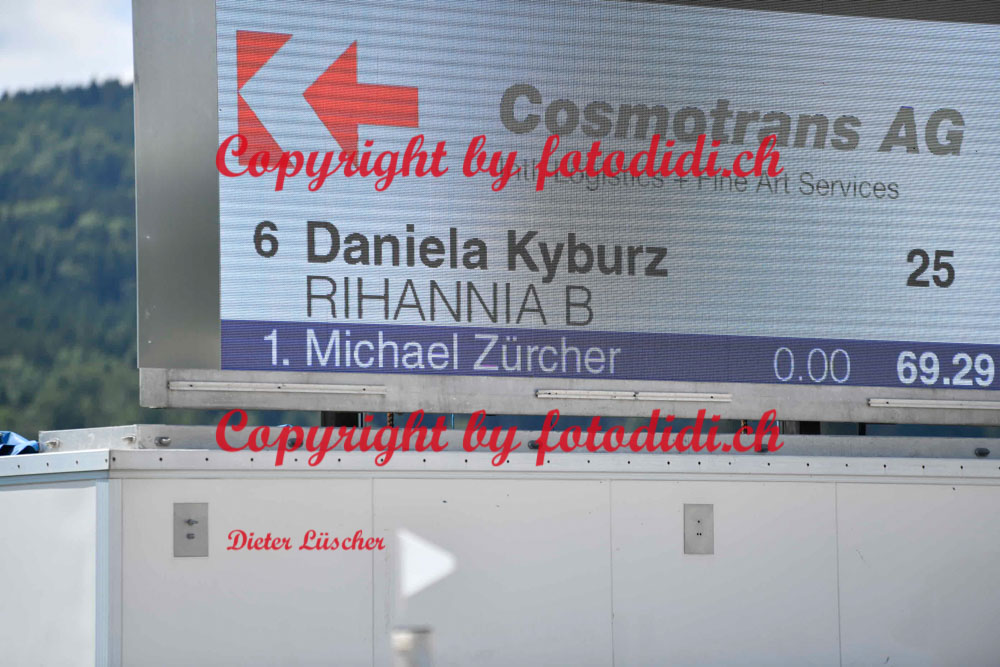 Cosmotrans AG
Copyright by fotodidi.ch
Logistics + Fine Art Services
6 Daniela Kyburz 25
RIHANNIA B
1. Michael Zürcher 0.00 69.29
Copyright by fotodidi.ch
Dieter Lüscher